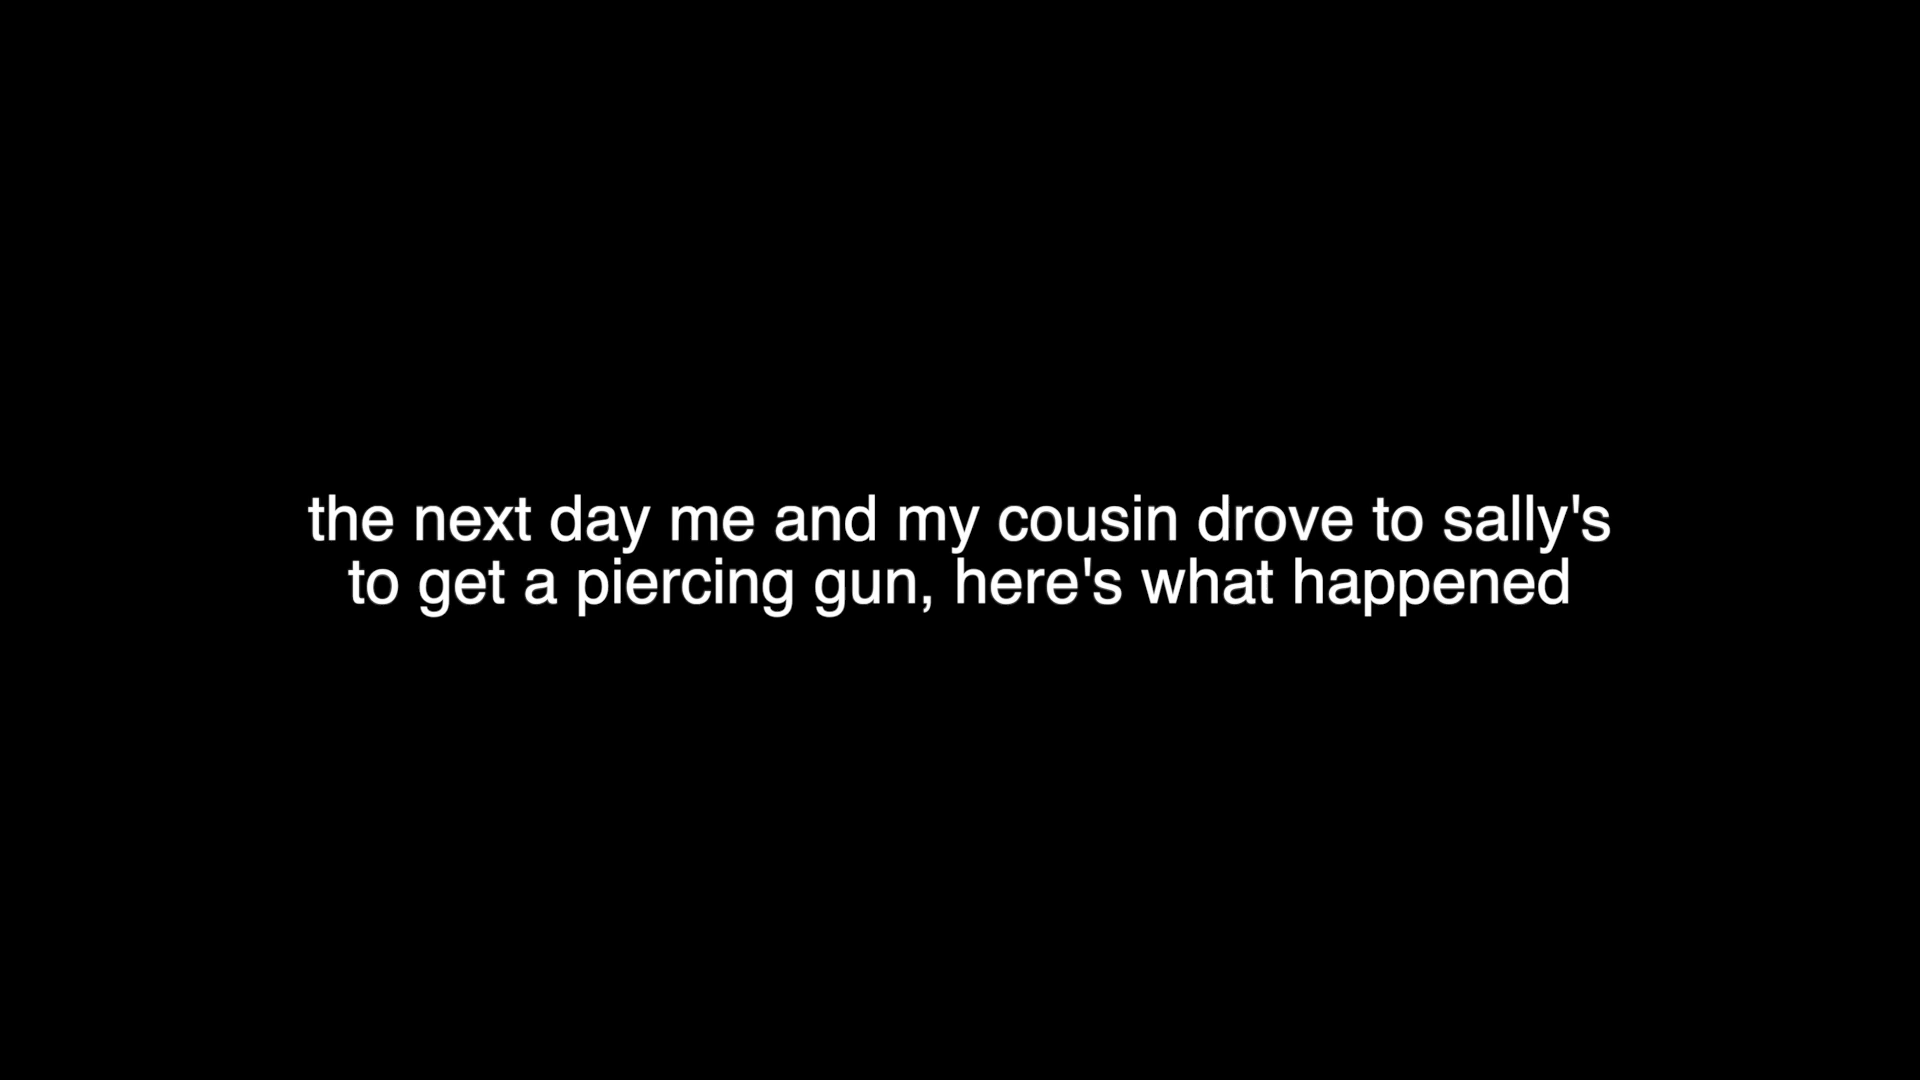 the next day me and my cousin drove to sally's
to get a piercing gun, here's what happened